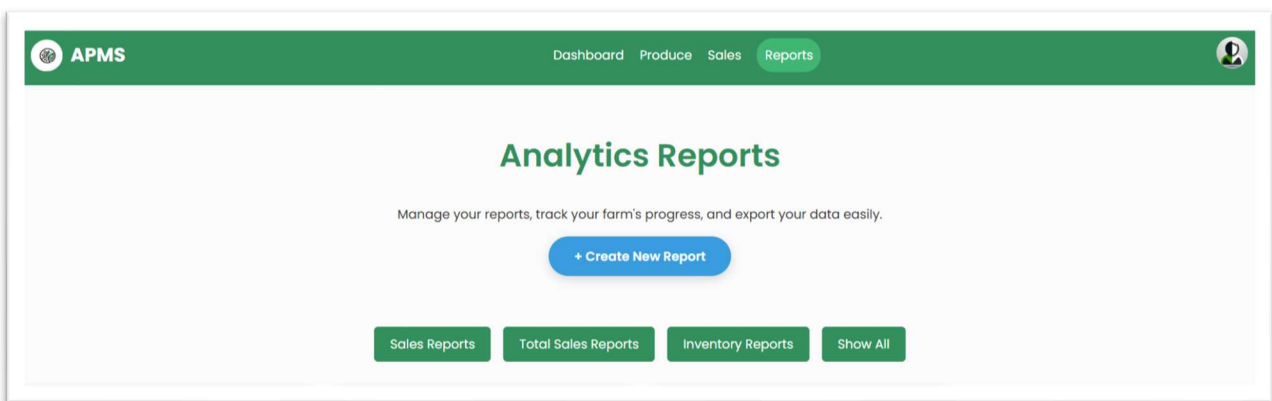 APMS
Dashboard Produce Sales Reports
Analytics Reports
Manage your reports, track your farm's progress, and export your data easily.
+ Create New Report
Sales Reports Total Sales Reports Inventory Reports Show All